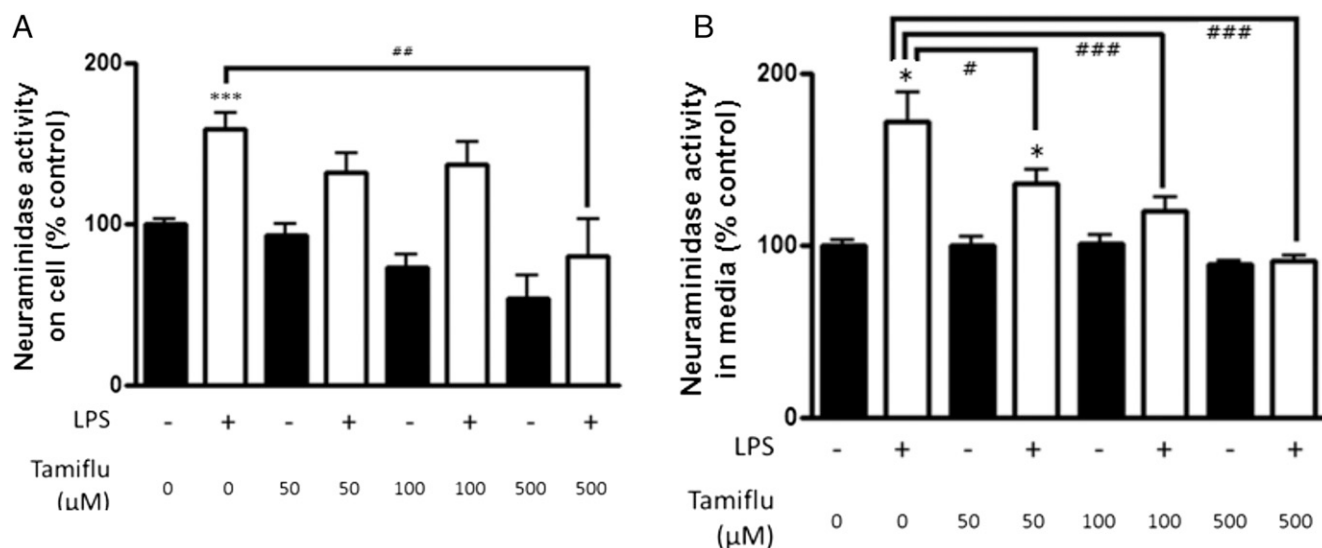 A
Neuraminidase activity
on cell (% control)
200
100
0
***
##
LPS - + - + - + - +
Tamiflu
(µM)
0 0 50 50 100 100 500 500
B
Neuraminidase activity
in media (% control)
200
100
0
*
*
#
###
###
LPS - + - + - + - +
Tamiflu
(µM)
0 0 50 50 100 100 500 500